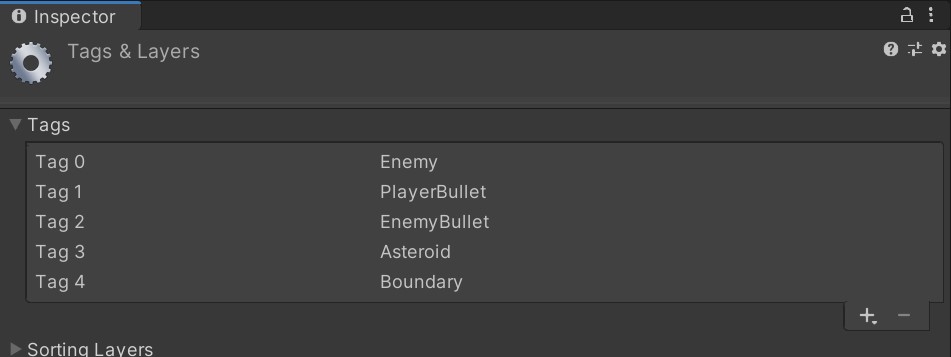 Inspector
Tags & Layers
Tags
Tag 0 Enemy
Tag 1 PlayerBullet
Tag 2 EnemyBullet
Tag 3 Asteroid
Tag 4 Boundary
Sorting Layers